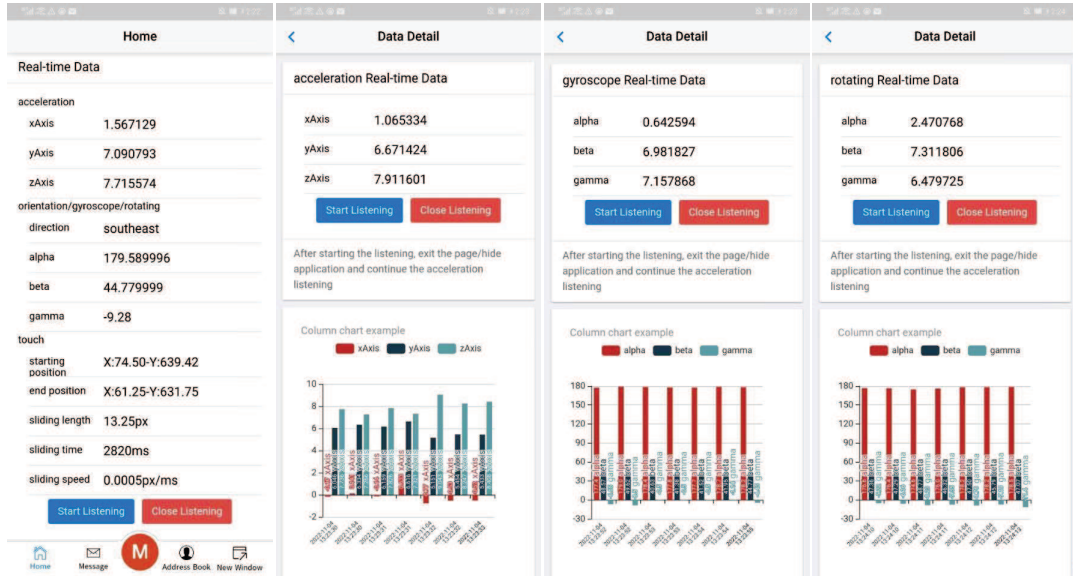 Home
Real-time Data
acceleration
xAxis 1.567129
yAxis 7.090793
zAxis 7.715574
orientation/gyroscope/rotating
direction southeast
alpha 179.589996
beta 44.779999
gamma -9.28
touch
starting position X:74.50-Y:639.42
end position X:61.25-Y:631.75
sliding length 13.25px
sliding time 2820ms
sliding speed 0.0005px/ms
Start Listening Close Listening
M
Home Message Address Book New Window
Data Detail
acceleration Real-time Data
xAxis 1.065334
yAxis 6.671424
zAxis 7.911601
Start Listening Close Listening
After starting the listening, exit the page/hide
application and continue the acceleration
listening
Column chart example
xAxis yAxis zAxis
10
8
6
4
2
0
-2
Data Detail
gyroscope Real-time Data
alpha 0.642594
beta 6.981827
gamma 7.157868
Start Listening Close Listening
After starting the listening, exit the page/hide
application and continue the acceleration
listening
Column chart example
alpha beta gamma
180
150
120
90
60
30
0
-30
Data Detail
rotating Real-time Data
alpha 2.470768
beta 7.311806
gamma 6.479725
Start Listening Close Listening
After starting the listening, exit the page/hide
application and continue the acceleration
listening
Column chart example
alpha beta gamma
180
150
120
90
60
30
0
-30